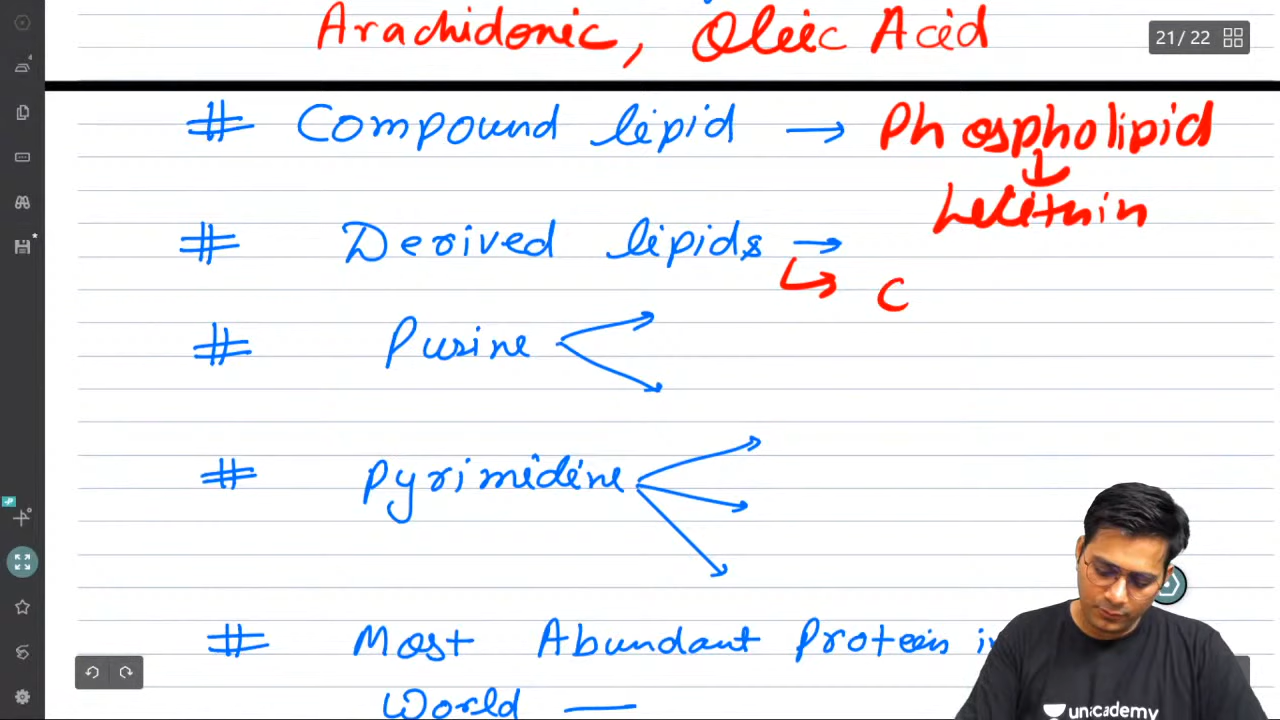 Arachidonic, Oleic Acid
21/22
# Compound lipid → Phospholipid
↓
Lecithin
# Derived lipids →
↳ C
# Purine
# Pyrimidine
# Most Abundant Protein in
World —
unacademy